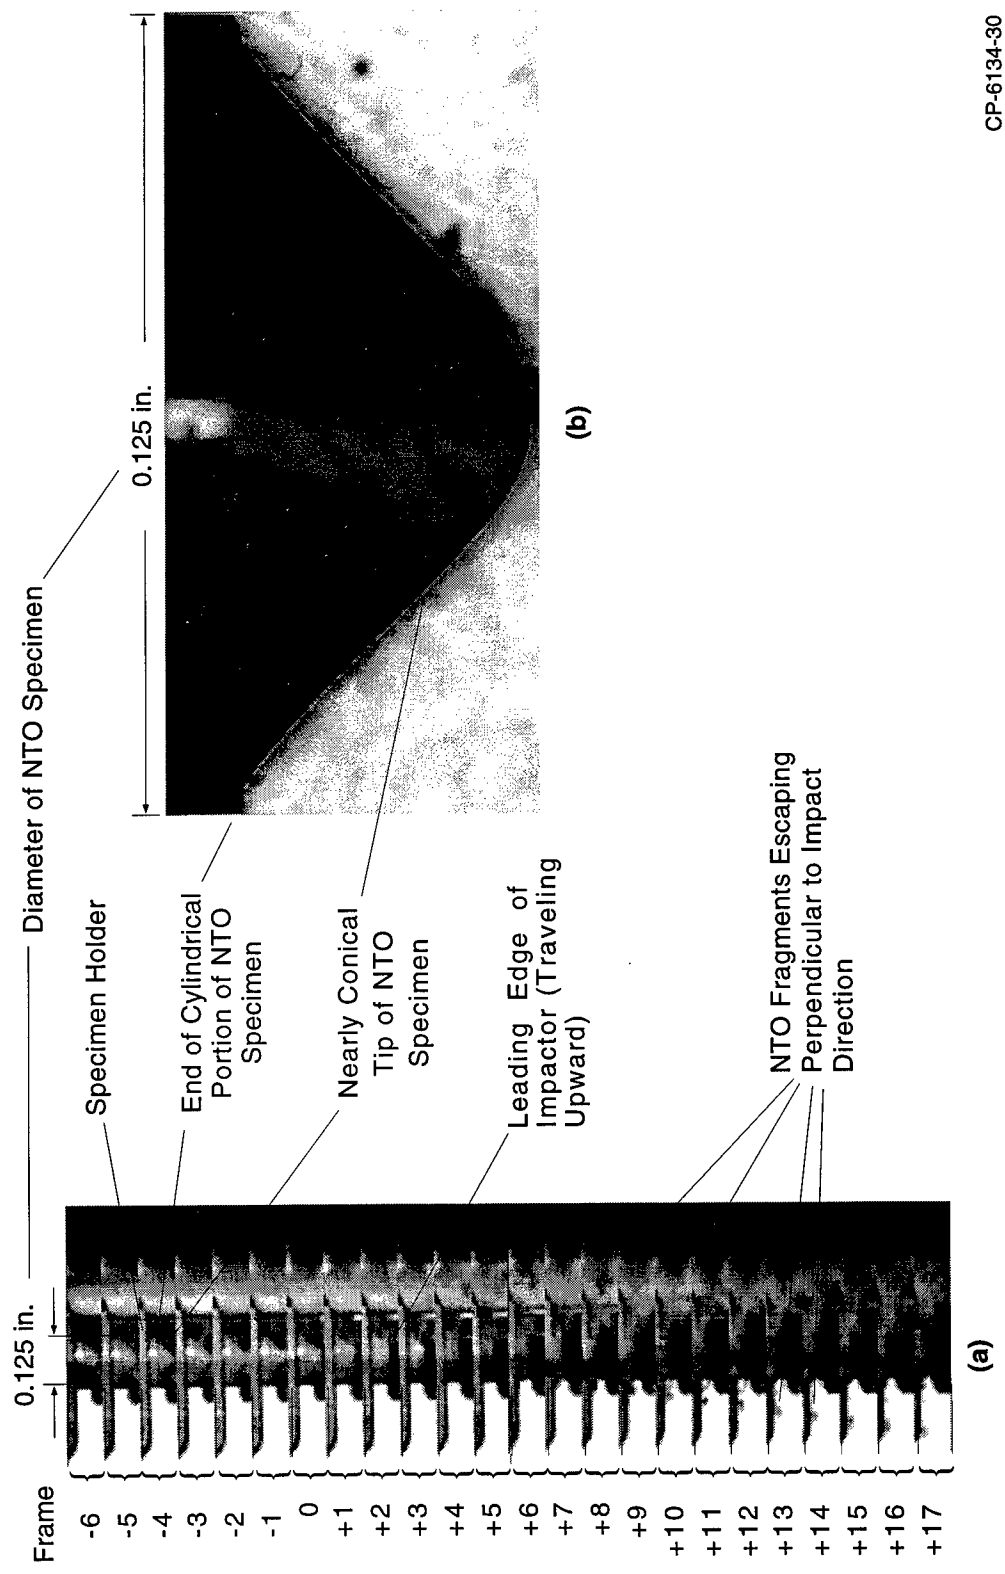 Diameter of NTO Specimen
0.125 in.
0.125 in.
Frame
-6
-5
-4
-3
-2
-1
0
+1
+2
+3
+4
+5
+6
+7
+8
+9
+10
+11
+12
+13
+14
+15
+16
+17
Specimen Holder
End of Cylindrical
Portion of NTO
Specimen
Nearly Conical
Tip of NTO
Specimen
Leading Edge of
Impactor (Traveling
Upward)
NTO Fragments Escaping
Perpendicular to Impact
Direction
(a)
(b)
CP-6134-30